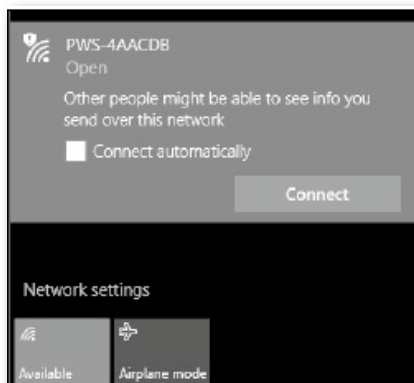 PWS-4AACDB
Open
Other people might be able to see info you
send over this network
Connect automatically
Connect
Network settings
Available
Airplane mode